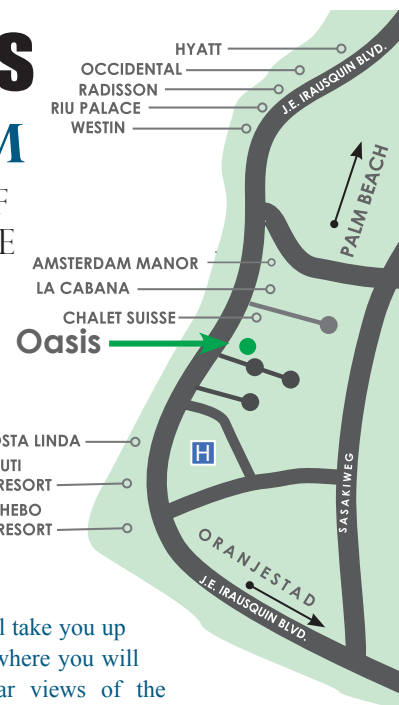 S
M
F
E
HYATT
OCCIDENTAL
RADISSON
RIU PALACE
WESTIN
J.E. IRAUSQUIN BLVD.
PALM BEACH
AMSTERDAM MANOR
LA CABANA
CHALET SUISSE
Oasis
OSTA LINDA
UTI
RESORT
HEBO
RESORT
H
SASAKIWEG
ORANJESTAD
J.E. IRAUSQUIN BLVD.
l take you up
where you will
ar views of the